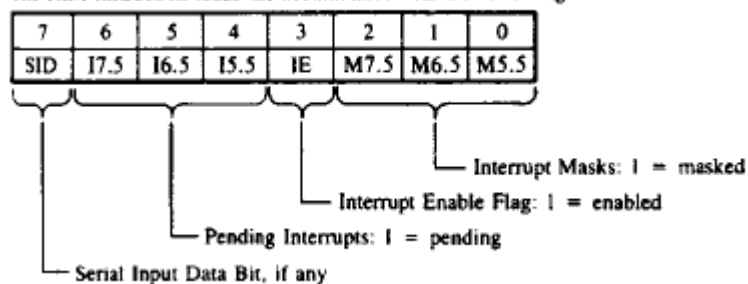 7 6 5 4 3 2 1 0
SID I7.5 I6.5 I5.5 IE M7.5 M6.5 M5.5
Interrupt Masks: 1 = masked
Interrupt Enable Flag: 1 = enabled
Pending Interrupts: 1 = pending
Serial Input Data Bit, if any